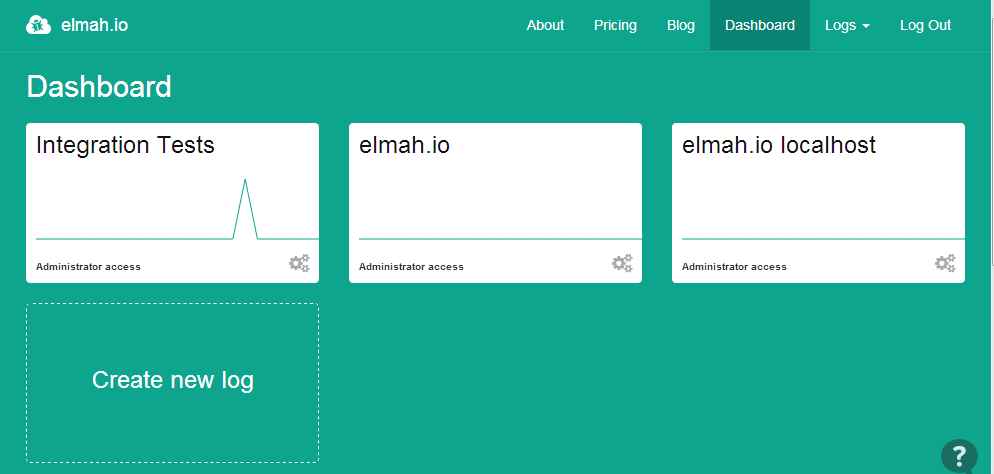 elmah.io
About Pricing Blog Dashboard Logs Log Out
Dashboard
Integration Tests
Administrator access
elmah.io
Administrator access
elmah.io localhost
Administrator access
Create new log
?